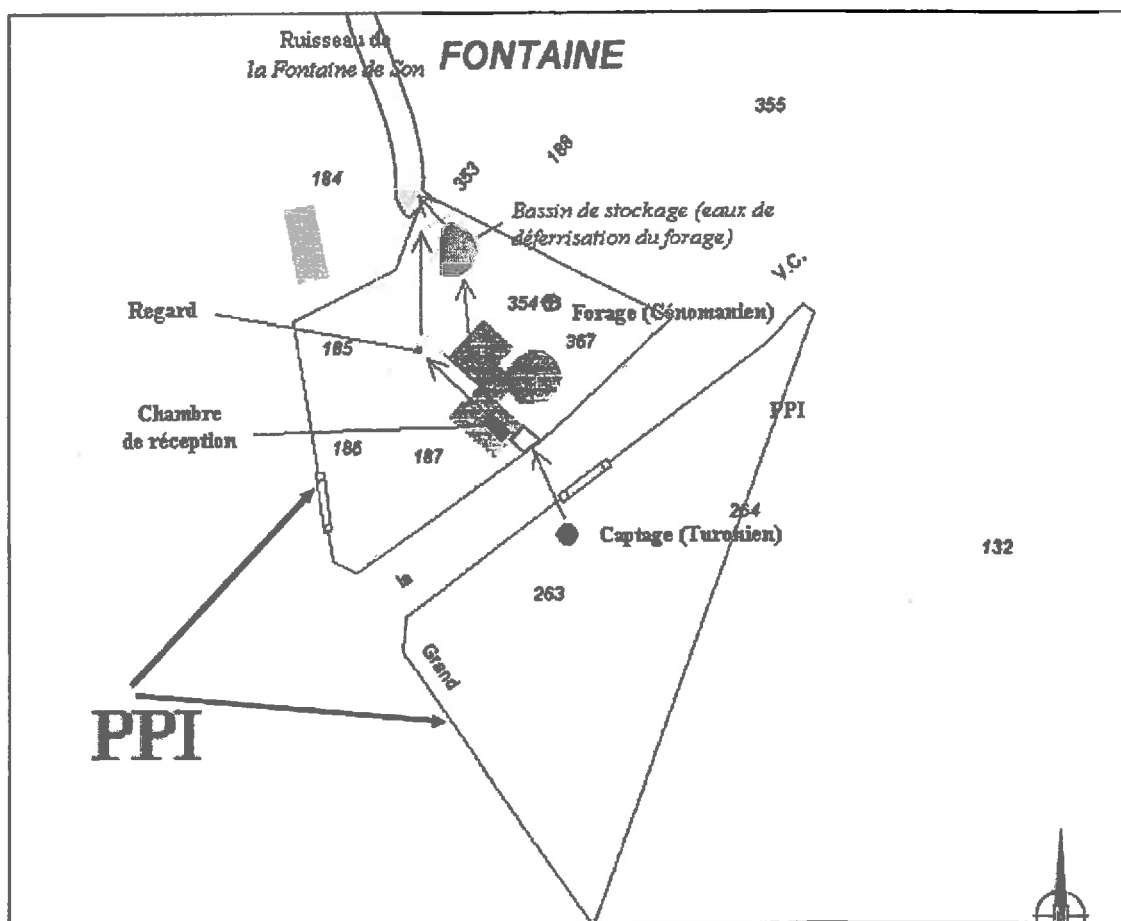 Ruisseau de
la Fontaine de Son
FONTAINE
355
188
353
184
Bassin de stockage (eaux de
déferrisation du forage)
V.C.
354
Forage (Cénomanien)
Regard
367
185
PPI
Chambre
de réception
186
187
264
Captage (Turonien)
132
la
263
Grand
PPI
N